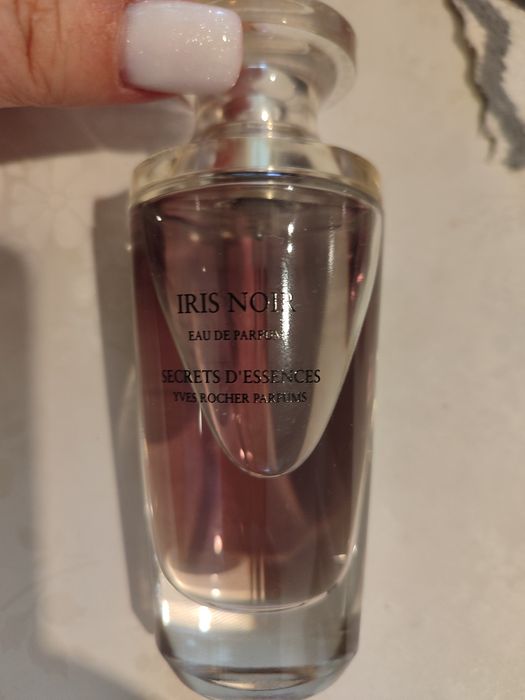 IRIS NOIR
EAU DE PARFUM
SECRETS D'ESSENCES
YVES ROCHER PARFUMS